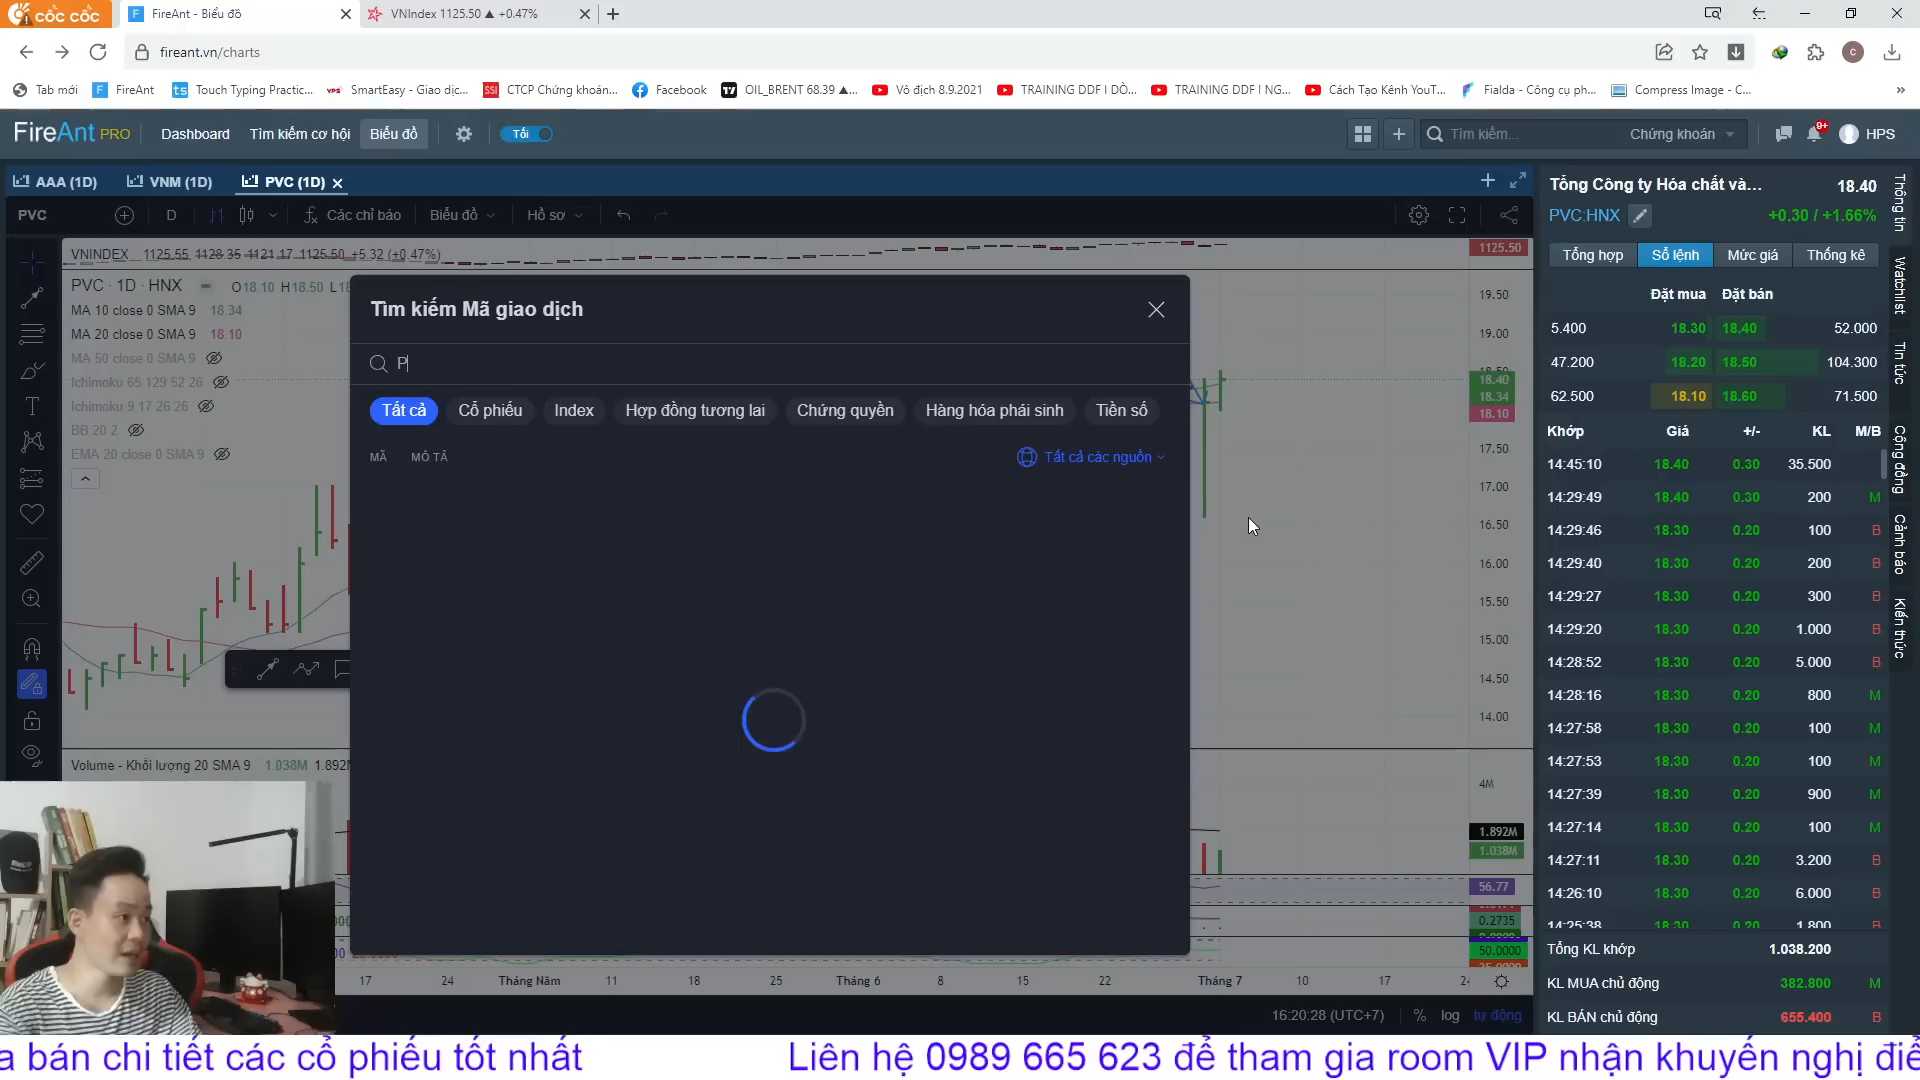 cốc cốc
FireAnt - Biểu đồ
VNIndex 1125.50 ▲ +0.47%
fireant.vn/charts
Tab mới
FireAnt
Touch Typing Practic...
SmartEasy - Giao dịc...
CTCP Chứng khoán...
Facebook
OIL_BRENT 68.39 ▲...
Vô địch 8.9.2021
TRAINING DDF I DÒ...
TRAINING DDF I NG...
Cách Tạo Kênh YouT...
Fialda - Công cụ ph...
Compress Image - C...
FireAnt PRO
Dashboard
Tìm kiếm cơ hội
Biểu đồ
Tối
Tìm kiếm...
Chứng khoán
9+
HPS
AAA (1D)
VNM (1D)
PVC (1D)
PVC
D
Các chỉ báo
Biểu đồ
Hồ sơ
VNINDEX 1125.55 1128.35 1121.17 1125.50 +5.32 (+0.47%)
1125.50
PVC · 1D · HNX
O18.10 H18.50 L18
MA 10 close 0 SMA 9 18.34
MA 20 close 0 SMA 9 18.10
MA 50 close 0 SMA 9
Ichimoku 65 129 52 26
Ichimoku 9 17 26 26
BB 20 2
EMA 20 close 0 SMA 9
Volume - Khối lượng 20 SMA 9 1.038M 1.892M
Tìm kiếm Mã giao dịch
P
Tất cả
Cổ phiếu
Index
Hợp đồng tương lai
Chứng quyền
Hàng hóa phái sinh
Tiền số
MÃ
MÔ TẢ
Tất cả các nguồn
19.50
19.00
18.40
18.34
18.10
17.50
17.00
16.50
16.00
15.50
15.00
14.50
14.00
4M
1.892M
1.038M
56.77
0.2735
50.0000
17
24
Tháng Năm
11
18
25
Tháng 6
8
15
22
Tháng 7
10
17
16:20:28 (UTC+7)
%
log
tự động
Tổng Công ty Hóa chất và...
18.40
PVC:HNX
+0.30 / +1.66%
Tổng hợp
Sổ lệnh
Mức giá
Thống kê
Đặt mua Đặt bán
5.400 18.30 18.40 52.000
47.200 18.20 18.50 104.300
62.500 18.10 18.60 71.500
Khớp Giá +/- KL M/B
14:45:10 18.40 0.30 35.500
14:29:49 18.40 0.30 200 M
14:29:46 18.30 0.20 100 B
14:29:40 18.30 0.20 200 B
14:29:27 18.30 0.20 300 B
14:29:20 18.30 0.20 1.000 B
14:28:52 18.30 0.20 5.000 B
14:28:16 18.30 0.20 800 M
14:27:58 18.30 0.20 100 M
14:27:53 18.30 0.20 100 M
14:27:39 18.30 0.20 900 M
14:27:14 18.30 0.20 100 M
14:27:11 18.30 0.20 3.200 B
14:26:10 18.30 0.20 6.000 B
14:25:38 18.30 0.20 1.800 B
Tổng KL khớp 1.038.200
KL MUA chủ động 382.800 M
KL BÁN chủ động 655.400 B
Thông tin
Watchlist
Tin tức
Cộng đồng
Cảnh báo
Kiến thức
a bán chi tiết các cổ phiếu tốt nhất
Liên hệ 0989 665 623 để tham gia room VIP nhận khuyến nghị điể